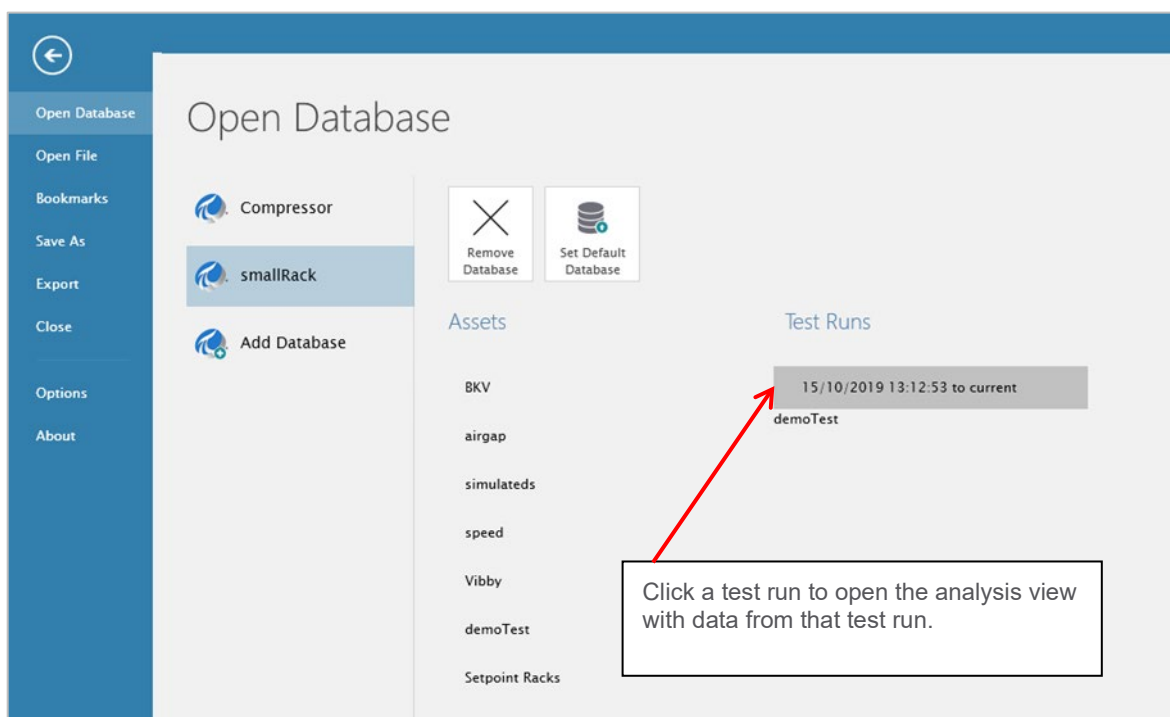 Open Database
Open File
Bookmarks
Save As
Export
Close
Options
About
Open Database
Compressor
smallRack
Add Database
Remove
Database
Set Default
Database
Assets
BKV
airgap
simulateds
speed
Vibby
demoTest
Setpoint Racks
Test Runs
15/10/2019 13:12:53 to current
demoTest
Click a test run to open the analysis view
with data from that test run.